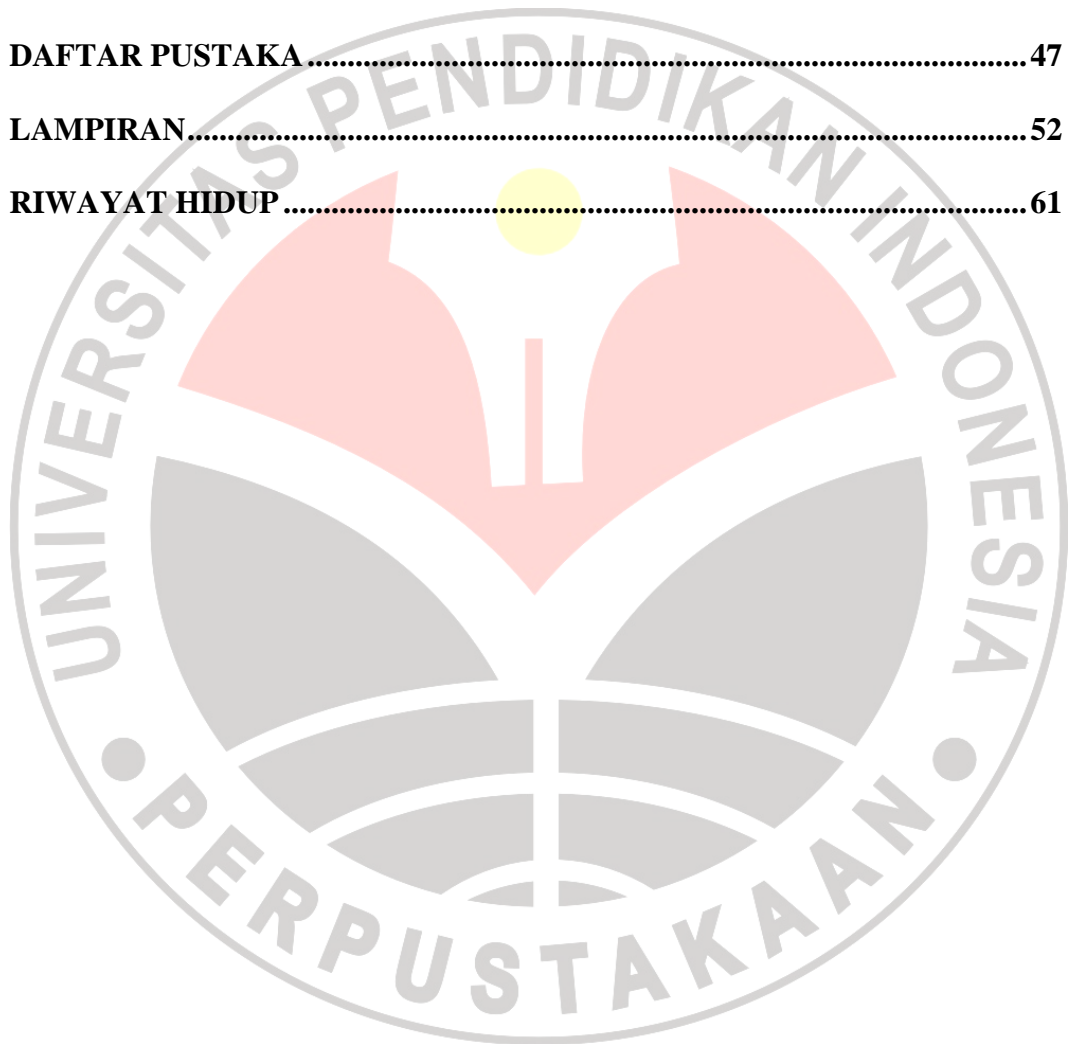 DAFTAR PUSTAKA ........................................................................................ 47
LAMPIRAN........................................................................................................ 52
RIWAYAT HIDUP ............................................................................................ 61
UNIVERSITAS PENDIDIKAN INDONESIA
PERPUSTAKAAN